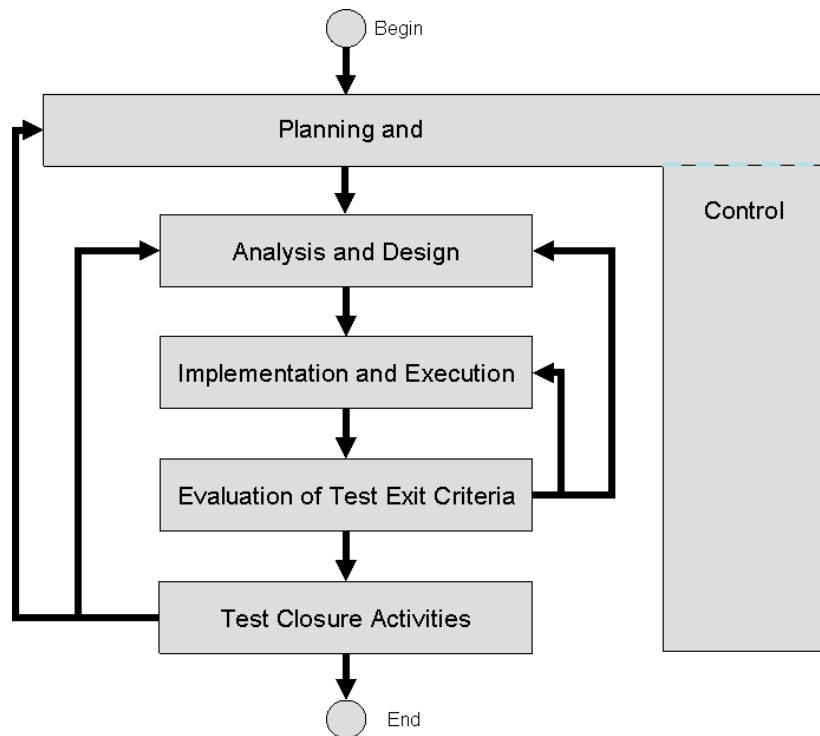 Begin
Planning and
Control
Analysis and Design
Implementation and Execution
Evaluation of Test Exit Criteria
Test Closure Activities
End